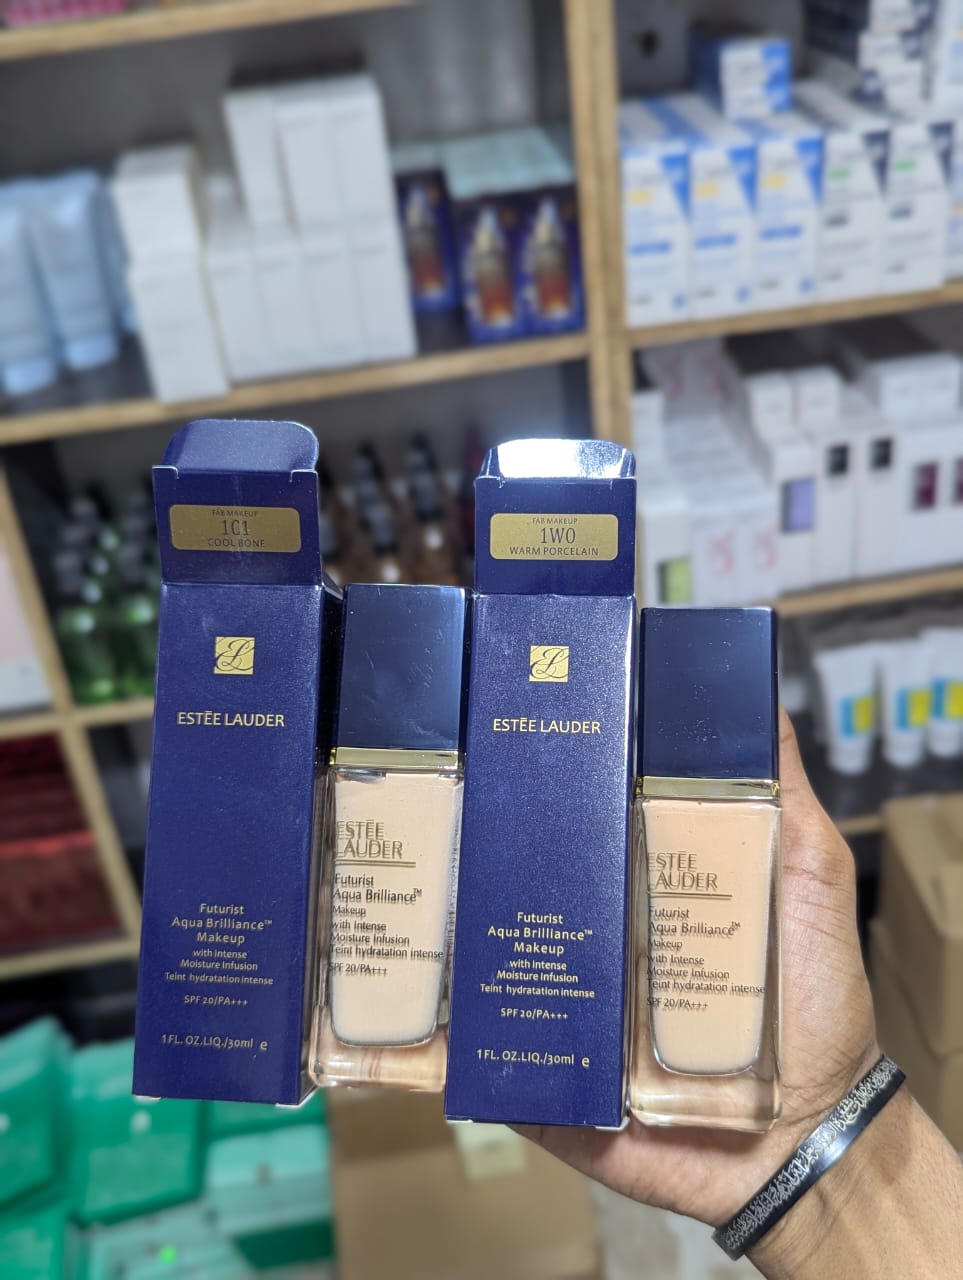 FAB MAKEUP
1C1
COOL BONE
ESTĒE LAUDER
Futurist
Aqua Brilliance™
Makeup
with Intense
Moisture Infusion
Teint hydratation intense
SPF 20/PA+++
1FL. OZ.LIQ./30ml e
ESTĒE
LAUDER
Futurist
Aqua Brilliance™
Makeup
with Intense
Moisture Infusion
Teint hydratation intense
SPF 20/PA+++
FAB MAKEUP
1W0
WARM PORCELAIN
ESTĒE LAUDER
Futurist
Aqua Brilliance™
Makeup
with Intense
Moisture Infusion
Teint hydratation intense
SPF 20/PA+++
1FL. OZ.LIQ./30ml e
ESTĒE
LAUDER
Futurist
Aqua Brilliance™
Makeup
with Intense
Moisture Infusion
Teint hydratation intense
SPF 20/PA+++